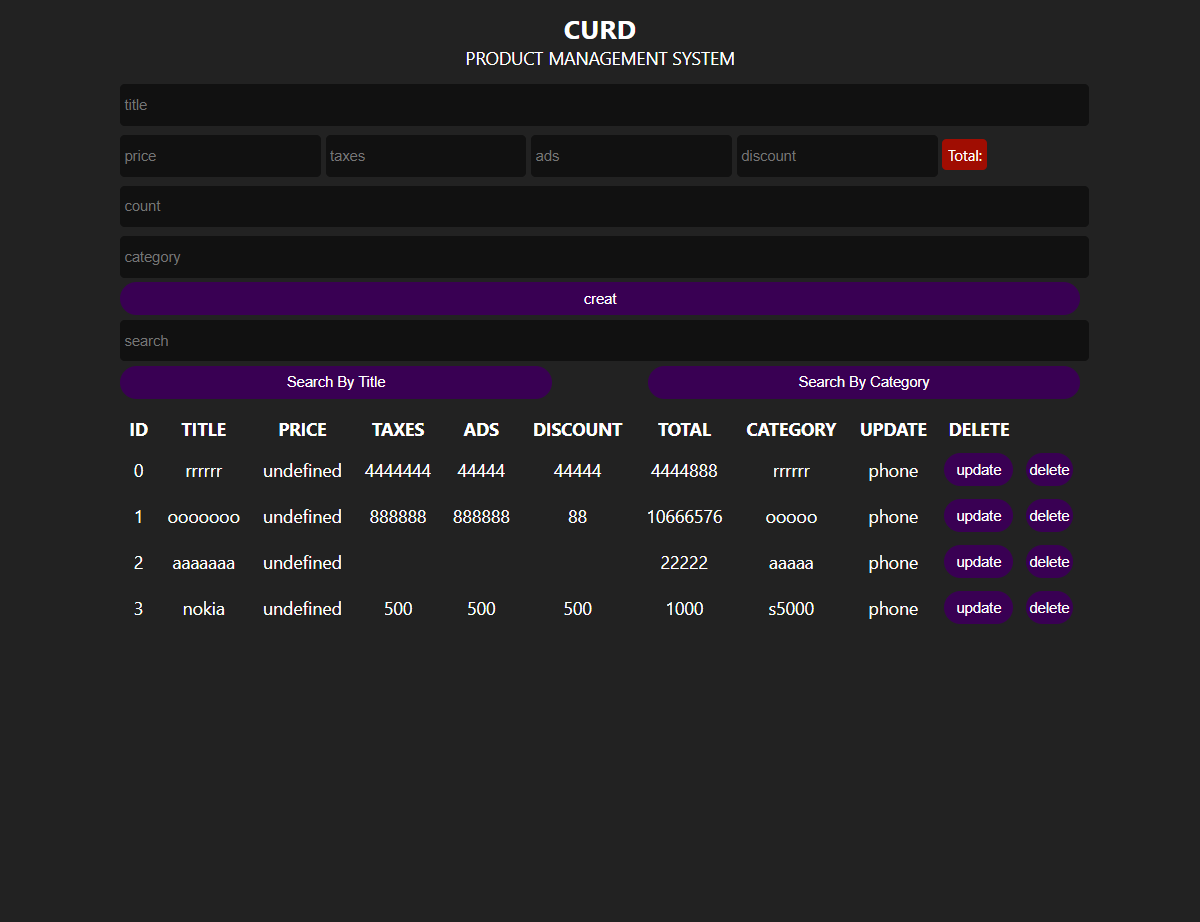 CURD
PRODUCT MANAGEMENT SYSTEM
title
price taxes ads discount Total:
count
category
creat
search
Search By Title Search By Category
ID TITLE PRICE TAXES ADS DISCOUNT TOTAL CATEGORY UPDATE DELETE
0 rrrrrr undefined 4444444 44444 44444 4444888 rrrrrr phone update delete
1 ooooooo undefined 888888 888888 88 10666576 ooooo phone update delete
2 aaaaaaa undefined 22222 aaaaa phone update delete
3 nokia undefined 500 500 500 1000 s5000 phone update delete